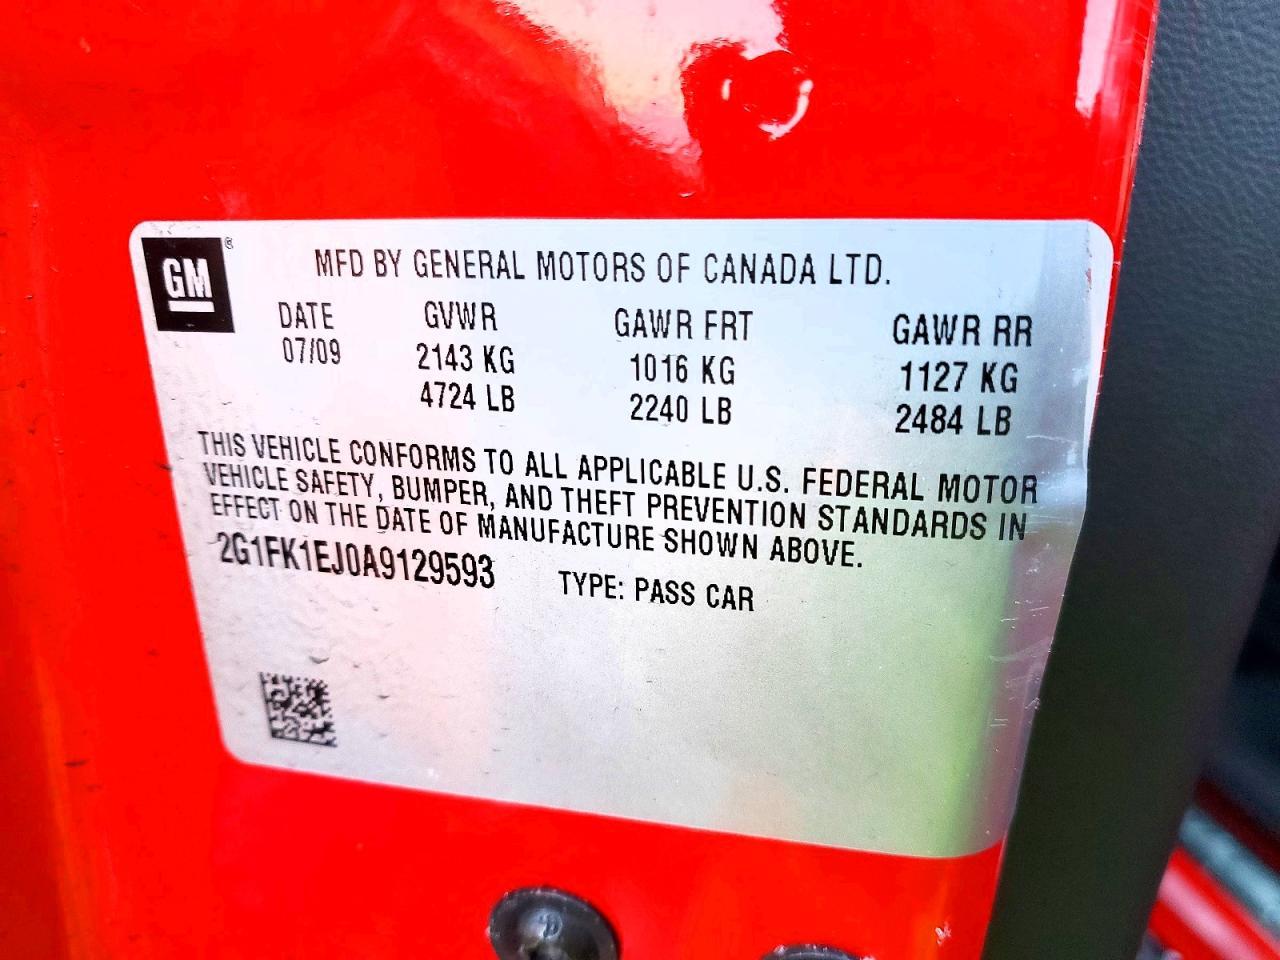 GM ®
MFD BY GENERAL MOTORS OF CANADA LTD.
DATE GVWR GAWR FRT GAWR RR
07/09 2143 KG 1016 KG 1127 KG
4724 LB 2240 LB 2484 LB
THIS VEHICLE CONFORMS TO ALL APPLICABLE U.S. FEDERAL MOTOR
VEHICLE SAFETY, BUMPER, AND THEFT PREVENTION STANDARDS IN
EFFECT ON THE DATE OF MANUFACTURE SHOWN ABOVE.
2G1FK1EJ0A9129593 TYPE: PASS CAR